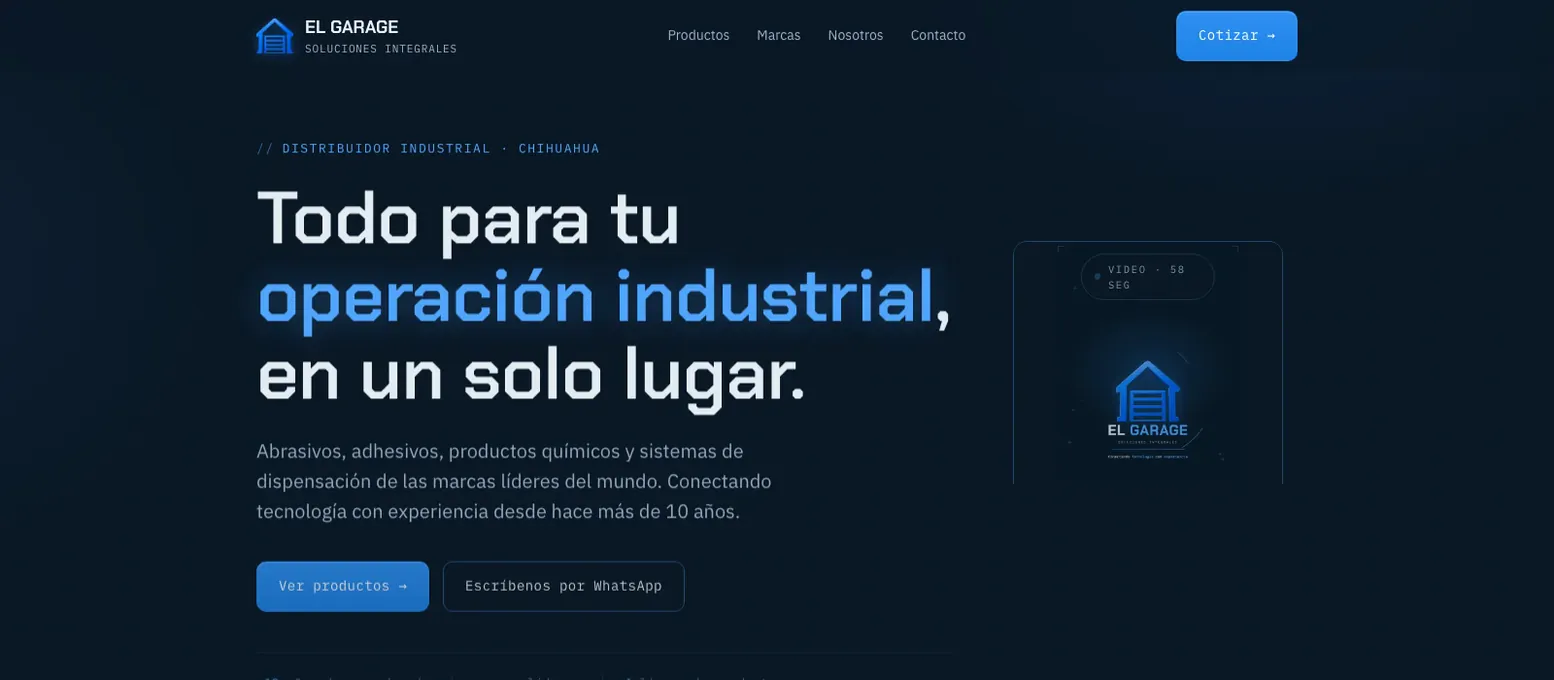 EL GARAGE
SOLUCIONES INTEGRALES
Productos
Marcas
Nosotros
Contacto
Cotizar →
// DISTRIBUIDOR INDUSTRIAL · CHIHUAHUA
Todo para tu
operación industrial,
en un solo lugar.
Abrasivos, adhesivos, productos químicos y sistemas de
dispensación de las marcas líderes del mundo. Conectando
tecnología con experiencia desde hace más de 10 años.
Ver productos →
Escríbenos por WhatsApp
VIDEO · 58
SEG
EL GARAGE